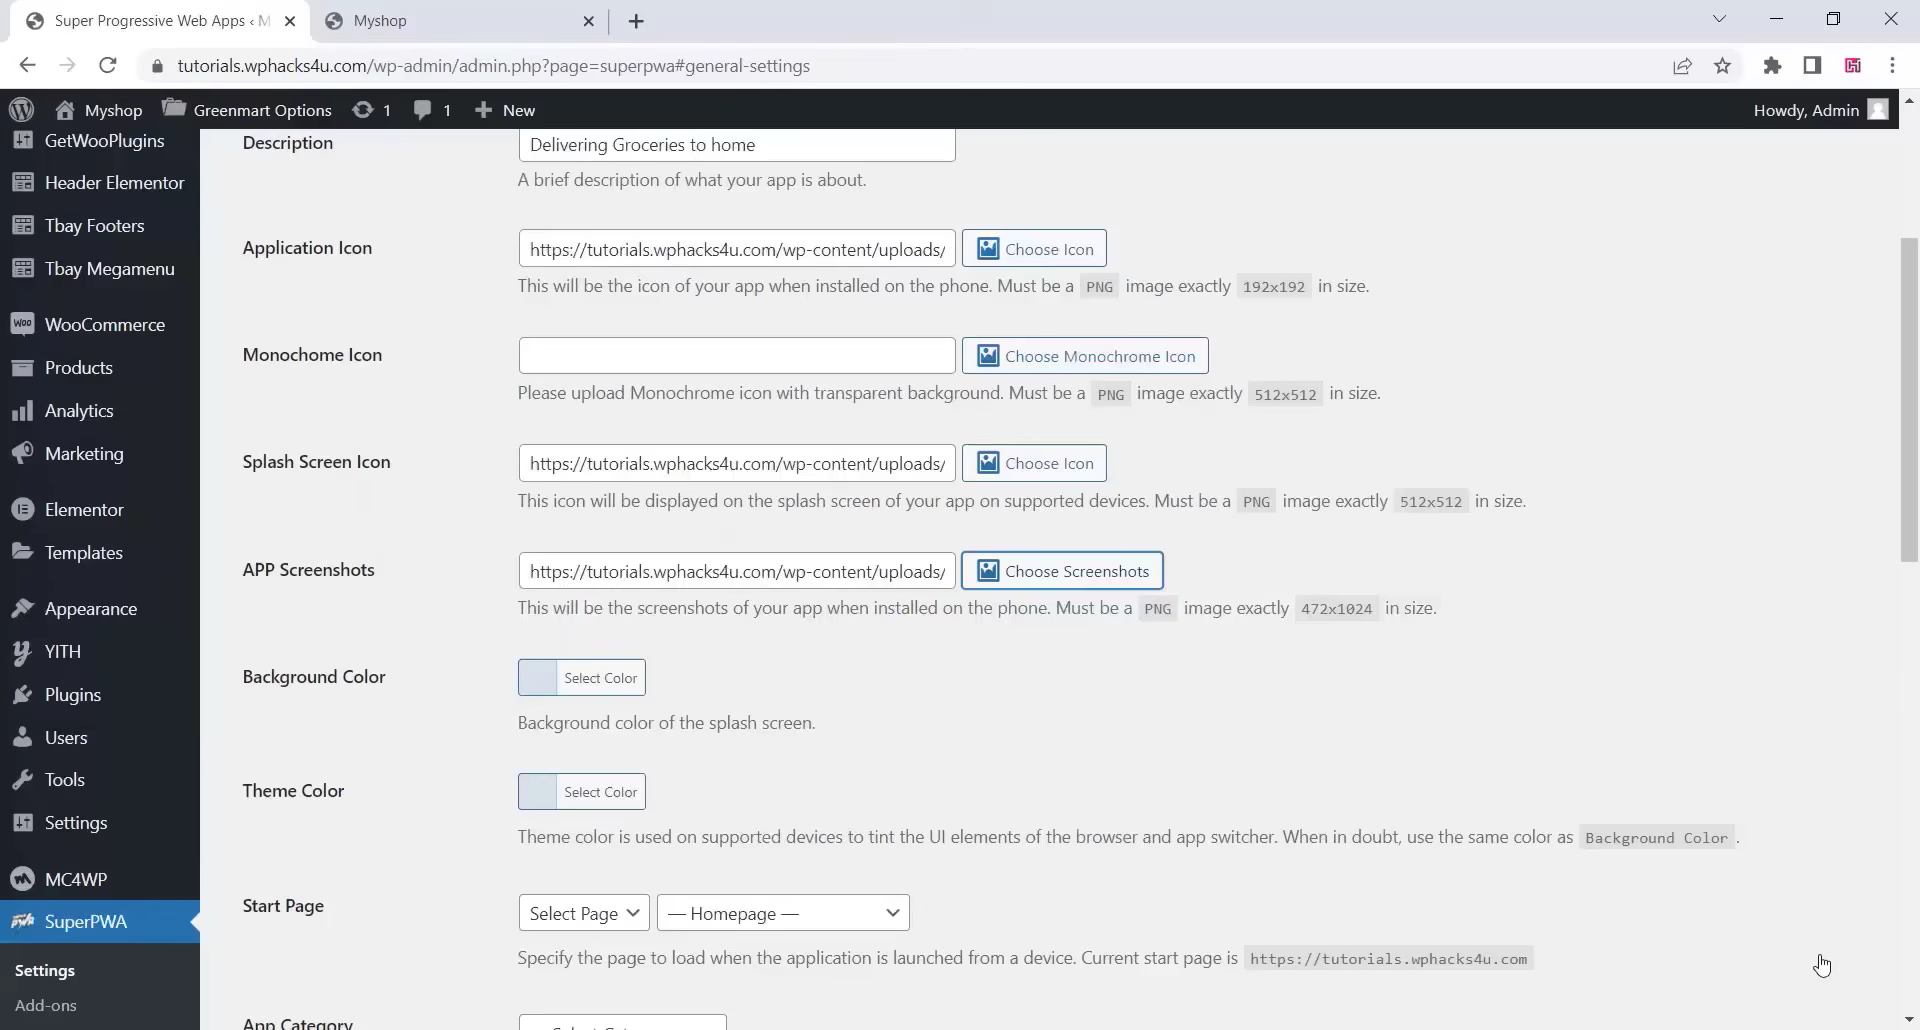 Super Progressive Web Apps ‹ M
Myshop
tutorials.wphacks4u.com/wp-admin/admin.php?page=superpwa#general-settings
Myshop
Greenmart Options
1
1
New
Howdy, Admin
GetWooPlugins
Header Elementor
Tbay Footers
Tbay Megamenu
WooCommerce
Products
Analytics
Marketing
Elementor
Templates
Appearance
YITH
Plugins
Users
Tools
Settings
MC4WP
SuperPWA
Settings
Add-ons
Description
Delivering Groceries to home
A brief description of what your app is about.
Application Icon
https://tutorials.wphacks4u.com/wp-content/uploads/
Choose Icon
This will be the icon of your app when installed on the phone. Must be a PNG image exactly 192x192 in size.
Monochome Icon
Choose Monochrome Icon
Please upload Monochrome icon with transparent background. Must be a PNG image exactly 512x512 in size.
Splash Screen Icon
https://tutorials.wphacks4u.com/wp-content/uploads/
Choose Icon
This icon will be displayed on the splash screen of your app on supported devices. Must be a PNG image exactly 512x512 in size.
APP Screenshots
https://tutorials.wphacks4u.com/wp-content/uploads/
Choose Screenshots
This will be the screenshots of your app when installed on the phone. Must be a PNG image exactly 472x1024 in size.
Background Color
Select Color
Background color of the splash screen.
Theme Color
Select Color
Theme color is used on supported devices to tint the UI elements of the browser and app switcher. When in doubt, use the same color as Background Color .
Start Page
Select Page
— Homepage —
Specify the page to load when the application is launched from a device. Current start page is https://tutorials.wphacks4u.com
App Category